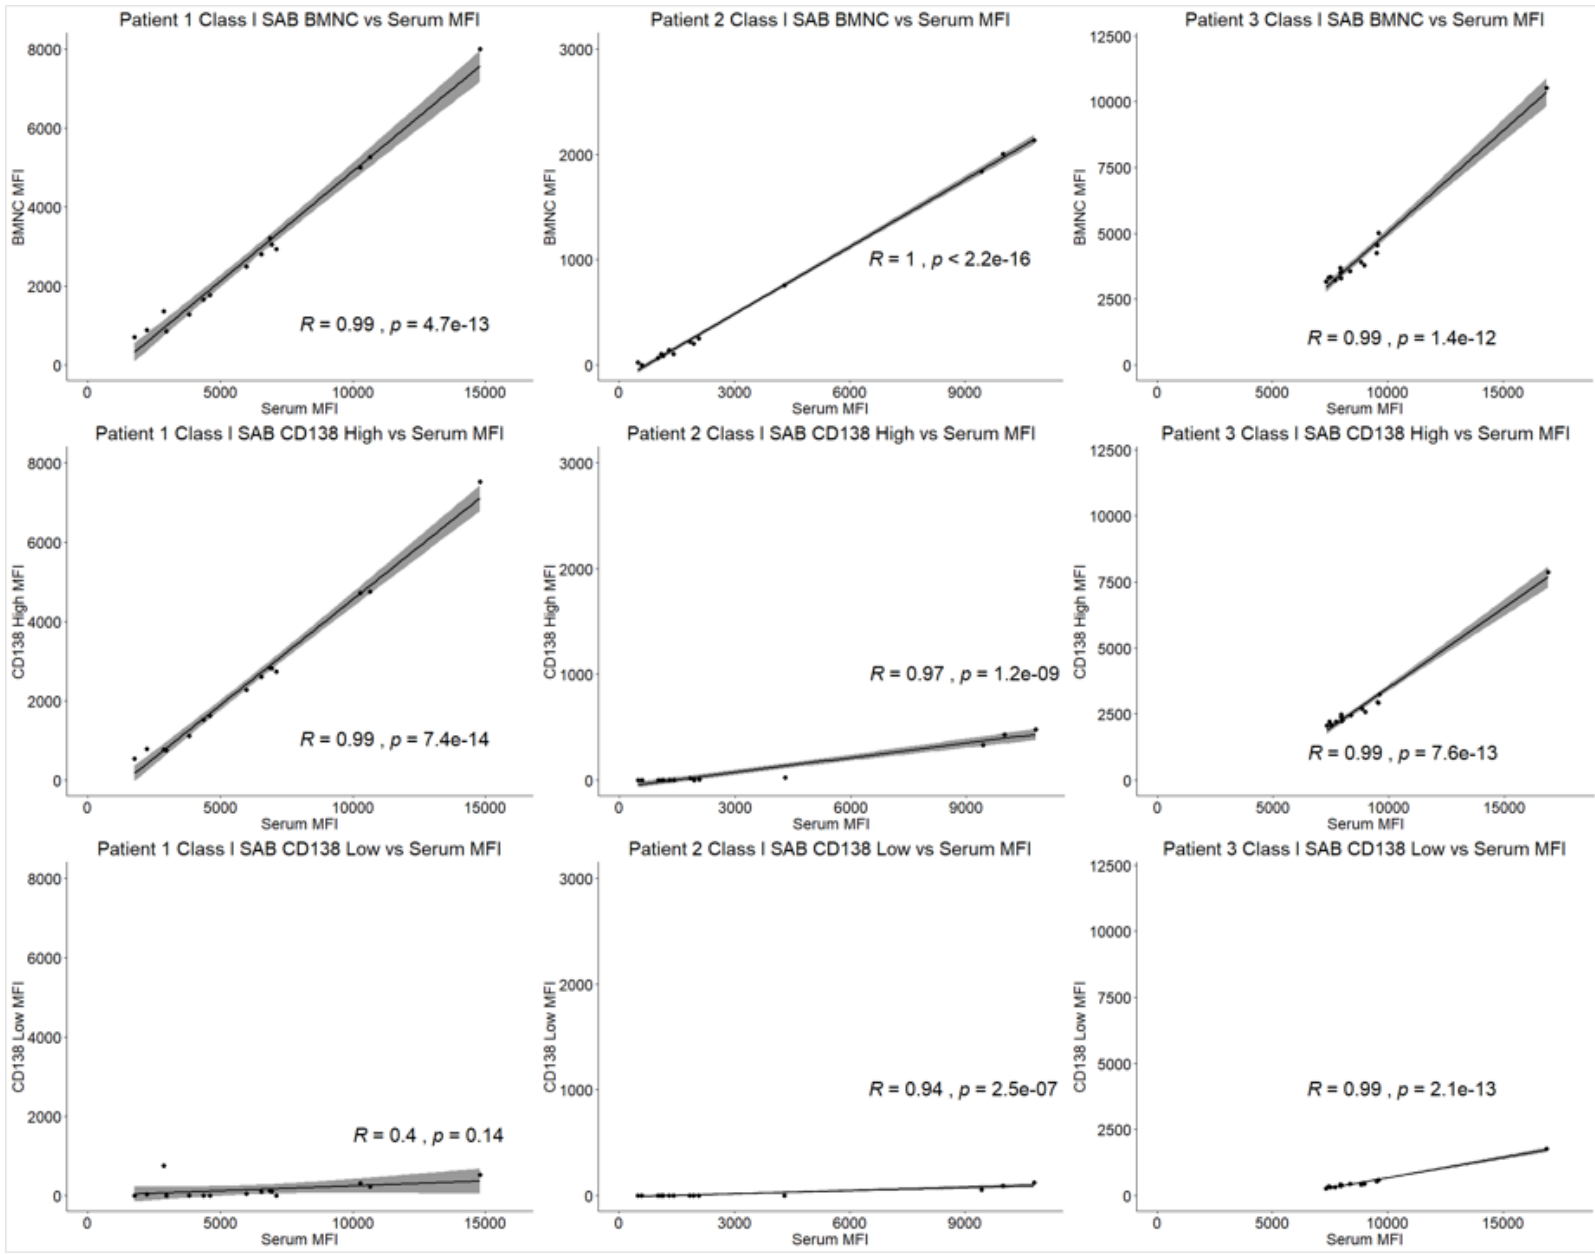 Patient 1 Class I SAB BMNC vs Serum MFI
8000
6000
4000
2000
0
BMNC MFI
R = 0.99 , p = 4.7e-13
0 5000 10000 15000
Serum MFI
Patient 2 Class I SAB BMNC vs Serum MFI
3000
2000
1000
0
BMNC MFI
R = 1 , p < 2.2e-16
0 3000 6000 9000
Serum MFI
Patient 3 Class I SAB BMNC vs Serum MFI
12500
10000
7500
5000
2500
0
BMNC MFI
R = 0.99 , p = 1.4e-12
0 5000 10000 15000
Serum MFI
Patient 1 Class I SAB CD138 High vs Serum MFI
8000
6000
4000
2000
0
CD138 High MFI
R = 0.99 , p = 7.4e-14
0 5000 10000 15000
Serum MFI
Patient 2 Class I SAB CD138 High vs Serum MFI
3000
2000
1000
0
CD138 High MFI
R = 0.97 , p = 1.2e-09
0 3000 6000 9000
Serum MFI
Patient 3 Class I SAB CD138 High vs Serum MFI
12500
10000
7500
5000
2500
0
CD138 High MFI
R = 0.99 , p = 7.6e-13
0 5000 10000 15000
Serum MFI
Patient 1 Class I SAB CD138 Low vs Serum MFI
8000
6000
4000
2000
0
CD138 Low MFI
R = 0.4 , p = 0.14
0 5000 10000 15000
Serum MFI
Patient 2 Class I SAB CD138 Low vs Serum MFI
3000
2000
1000
0
CD138 Low MFI
R = 0.94 , p = 2.5e-07
0 3000 6000 9000
Serum MFI
Patient 3 Class I SAB CD138 Low vs Serum MFI
12500
10000
7500
5000
2500
0
CD138 Low MFI
R = 0.99 , p = 2.1e-13
0 5000 10000 15000
Serum MFI